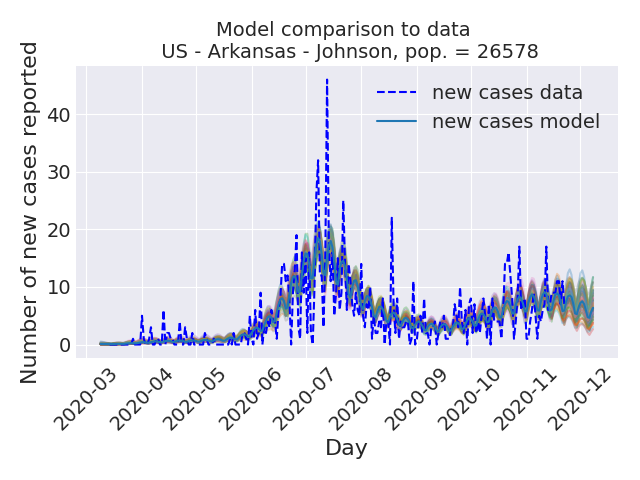 Model comparison to data
US - Arkansas - Johnson, pop. = 26578
new cases data
new cases model
Number of new cases reported
40
30
20
10
0
2020-03
2020-04
2020-05
2020-06
2020-07
2020-08
2020-09
2020-10
2020-11
2020-12
Day